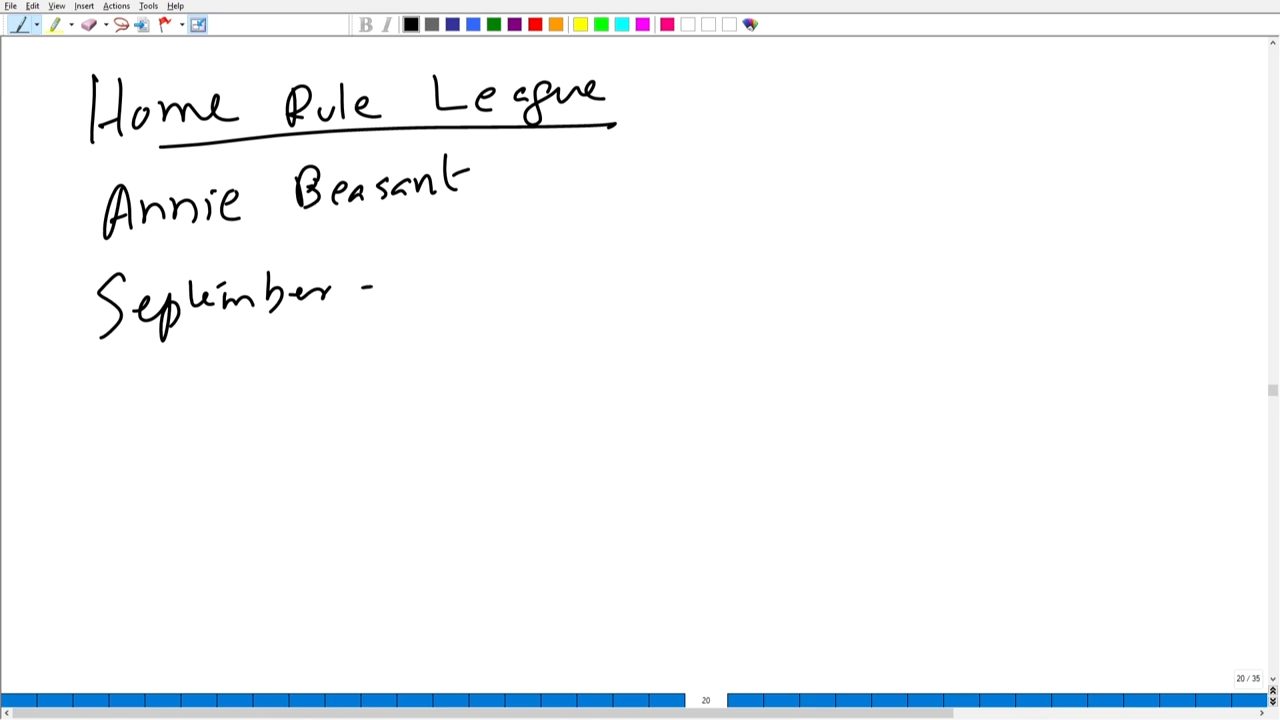 File Edit View Insert Actions Tools Help
B I
Home Rule League
Annie Beasant
September -
20 / 35
20